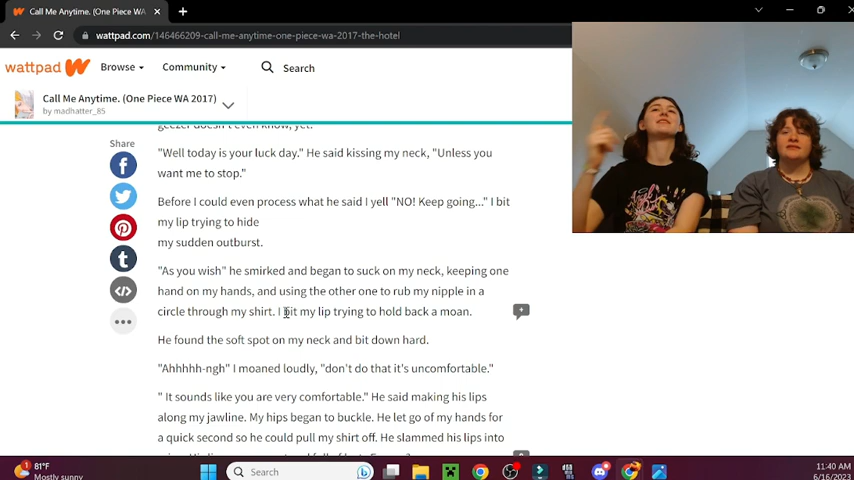 Call Me Anytime. (One Piece WA
wattpad.com/146466209-call-me-anytime-one-piece-wa-2017-the-hotel
wattpad Browse Community Search
Call Me Anytime. (One Piece WA 2017)
by madhatter_85
geezer doesn't even know, yet.
Share
"Well today is your luck day." He said kissing my neck, "Unless you
want me to stop."
Before I could even process what he said I yell "NO! Keep going..." I bit
my lip trying to hide
my sudden outburst.
"As you wish" he smirked and began to suck on my neck, keeping one
hand on my hands, and using the other one to rub my nipple in a
circle through my shirt. I bit my lip trying to hold back a moan.
He found the soft spot on my neck and bit down hard.
"Ahhhhh-ngh" I moaned loudly, "don't do that it's uncomfortable."
" It sounds like you are very comfortable." He said making his lips
along my jawline. My hips began to buckle. He let go of my hands for
a quick second so he could pull my shirt off. He slammed his lips into
81°F
Mostly sunny
Search
11:40 AM
6/16/2023